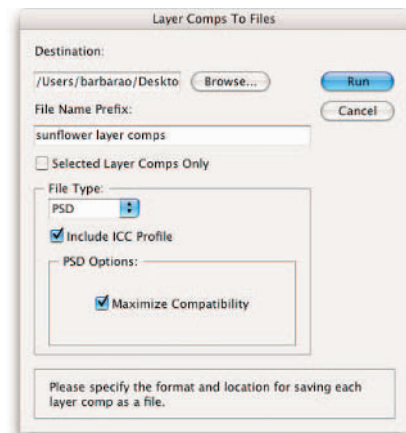 Layer Comps To Files
Destination:
/Users/barbarao/Deskto
Browse...
Run
File Name Prefix:
Cancel
sunflower layer comps
Selected Layer Comps Only
File Type:
PSD
Include ICC Profile
PSD Options:
Maximize Compatibility
Please specify the format and location for saving each
layer comp as a file.